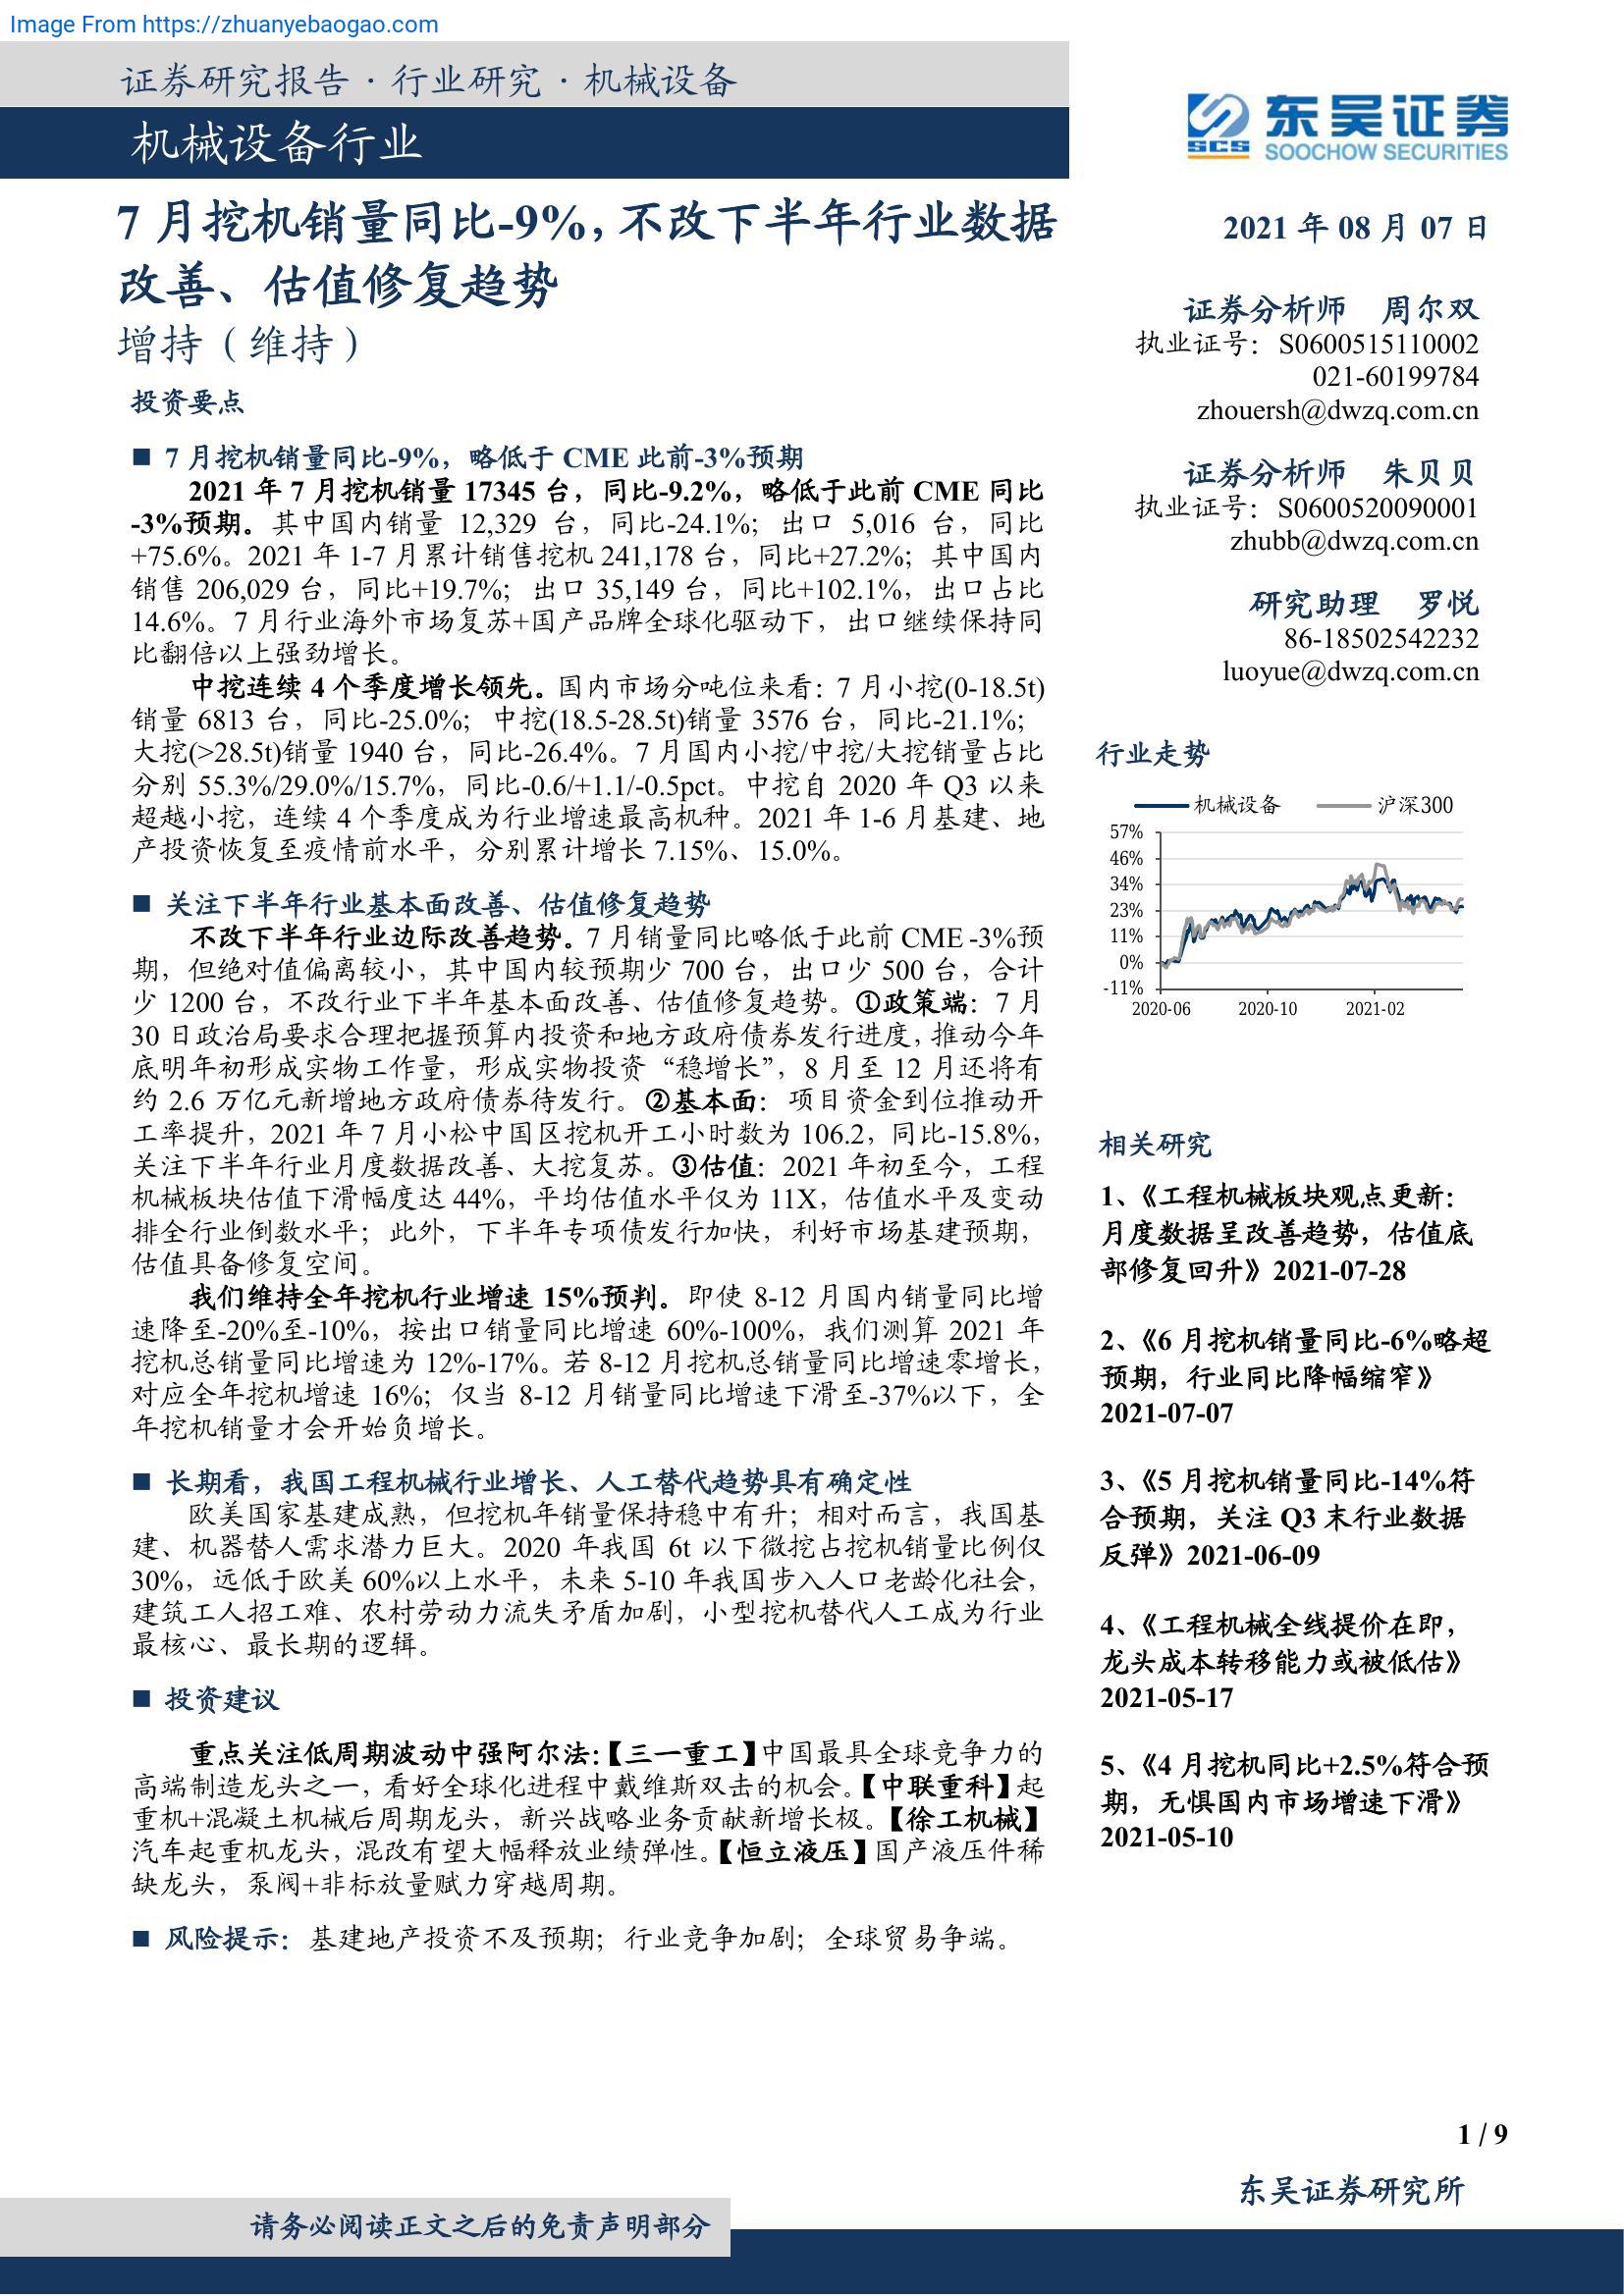 Image From https://zhuanyebaogao.com
证券研究报告·行业研究·机械设备
机械设备行业
东吴证券
SCS
SOOCHOW SECURITIES
7 月挖机销量同比-9%，不改下半年行业数据
改善、估值修复趋势
增持（维持）
投资要点
■ 7 月挖机销量同比-9%，略低于 CME 此前-3%预期
2021 年 7 月挖机销量 17345 台，同比-9.2%，略低于此前 CME 同比
-3%预期。其中国内销量 12,329 台，同比-24.1%；出口 5,016 台，同比
+75.6%。2021 年 1-7 月累计销售挖机 241,178 台，同比+27.2%；其中国内
销售 206,029 台，同比+19.7%；出口 35,149 台，同比+102.1%，出口占比
14.6%。7 月行业海外市场复苏+国产品牌全球化驱动下，出口继续保持同
比翻倍以上强劲增长。
中挖连续 4 个季度增长领先。国内市场分吨位来看：7 月小挖(0-18.5t)
销量 6813 台，同比-25.0%；中挖(18.5-28.5t)销量 3576 台，同比-21.1%；
大挖(>28.5t)销量 1940 台，同比-26.4%。7 月国内小挖/中挖/大挖销量占比
分别 55.3%/29.0%/15.7%，同比-0.6/+1.1/-0.5pct。中挖自 2020 年 Q3 以来
超越小挖，连续 4 个季度成为行业增速最高机种。2021 年 1-6 月基建、地
产投资恢复至疫情前水平，分别累计增长 7.15%、15.0%。
■ 关注下半年行业基本面改善、估值修复趋势
不改下半年行业边际改善趋势。7 月销量同比略低于此前 CME -3%预
期，但绝对值偏离较小，其中国内较预期少 700 台，出口少 500 台，合计
少 1200 台，不改行业下半年基本面改善、估值修复趋势。①政策端：7 月
30 日政治局要求合理把握预算内投资和地方政府债券发行进度，推动今年
底明年初形成实物工作量，形成实物投资“稳增长”，8 月至 12 月还将有
约 2.6 万亿元新增地方政府债券待发行。②基本面：项目资金到位推动开
工率提升，2021 年 7 月小松中国区挖机开工小时数为 106.2，同比-15.8%，
关注下半年行业月度数据改善、大挖复苏。③估值：2021 年初至今，工程
机械板块估值下滑幅度达 44%，平均估值水平仅为 11X，估值水平及变动
排全行业倒数水平；此外，下半年专项债发行加快，利好市场基建预期，
估值具备修复空间。
我们维持全年挖机行业增速 15%预判。即使 8-12 月国内销量同比增
速降至-20%至-10%，按出口销量同比增速 60%-100%，我们测算 2021 年
挖机总销量同比增速为 12%-17%。若 8-12 月挖机总销量同比增速零增长，
对应全年挖机增速 16%；仅当 8-12 月销量同比增速下滑至-37%以下，全
年挖机销量才会开始负增长。
■ 长期看，我国工程机械行业增长、人工替代趋势具有确定性
欧美国家基建成熟，但挖机年销量保持稳中有升；相对而言，我国基
建、机器替人需求潜力巨大。2020 年我国 6t 以下微挖占挖机销量比例仅
30%，远低于欧美 60%以上水平，未来 5-10 年我国步入人口老龄化社会，
建筑工人招工难、农村劳动力流失矛盾加剧，小型挖机替代人工成为行业
最核心、最长期的逻辑。
■ 投资建议
重点关注低周期波动中强阿尔法：【三一重工】中国最具全球竞争力的
高端制造龙头之一，看好全球化进程中戴维斯双击的机会。【中联重科】起
重机+混凝土机械后周期龙头，新兴战略业务贡献新增长极。【徐工机械】
汽车起重机龙头，混改有望大幅释放业绩弹性。【恒立液压】国产液压件稀
缺龙头，泵阀+非标放量赋力穿越周期。
■ 风险提示：基建地产投资不及预期；行业竞争加剧；全球贸易争端。
2021 年 08 月 07 日
证券分析师 周尔双
执业证号：S0600515110002
021-60199784
zhouersh@dwzq.com.cn
证券分析师 朱贝贝
执业证号：S0600520090001
zhubb@dwzq.com.cn
研究助理 罗悦
86-18502542232
luoyue@dwzq.com.cn
行业走势
机械设备 沪深300
57%
46%
34%
23%
11%
0%
-11%
2020-06 2020-10 2021-02
相关研究
1、《工程机械板块观点更新：
月度数据呈改善趋势，估值底
部修复回升》2021-07-28
2、《6 月挖机销量同比-6%略超
预期，行业同比降幅缩窄》
2021-07-07
3、《5 月挖机销量同比-14%符
合预期，关注 Q3 末行业数据
反弹》2021-06-09
4、《工程机械全线提价在即，
龙头成本转移能力或被低估》
2021-05-17
5、《4 月挖机同比+2.5%符合预
期，无惧国内市场增速下滑》
2021-05-10
1 / 9
东吴证券研究所
请务必阅读正文之后的免责声明部分